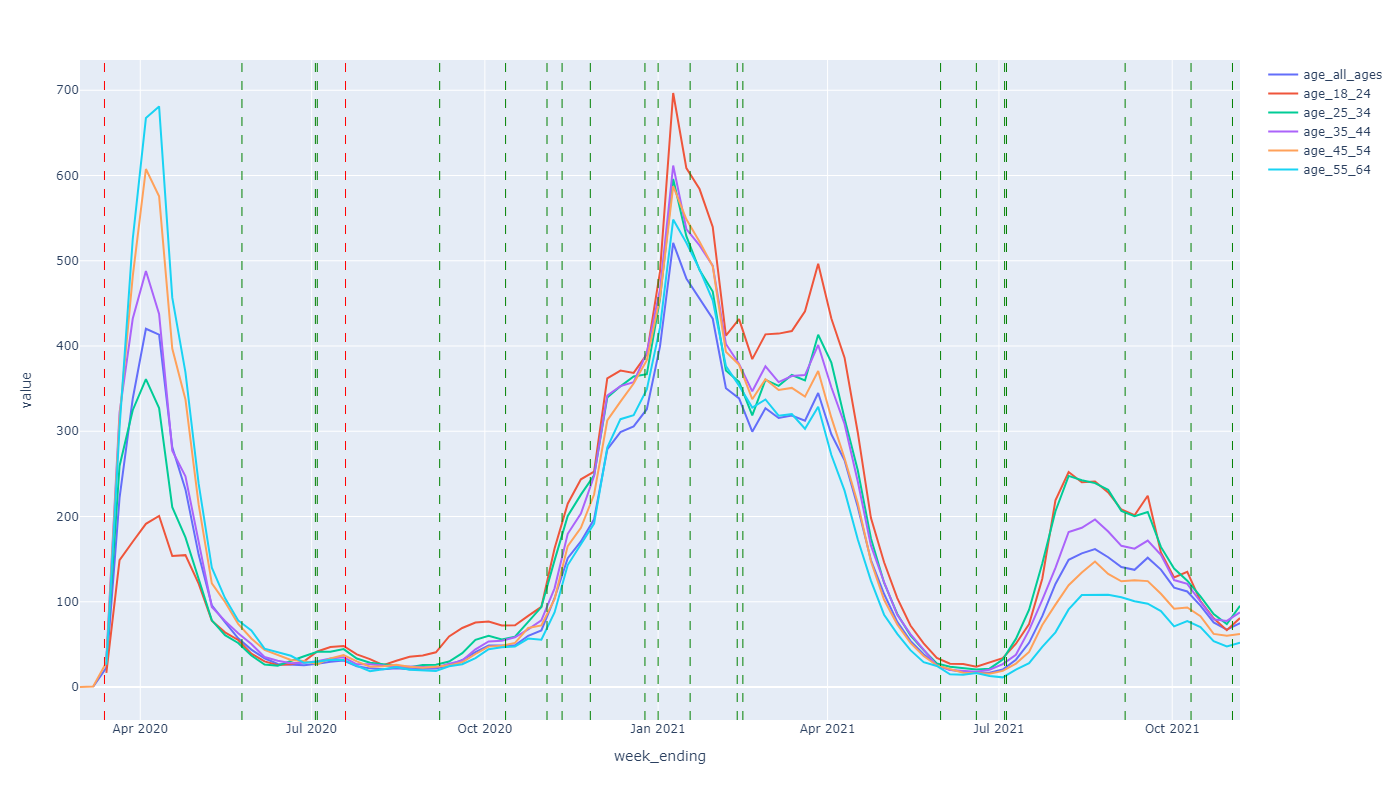 value
700
600
500
400
300
200
100
0
Apr 2020
Jul 2020
Oct 2020
Jan 2021
Apr 2021
Jul 2021
Oct 2021
week_ending
age_all_ages
age_18_24
age_25_34
age_35_44
age_45_54
age_55_64